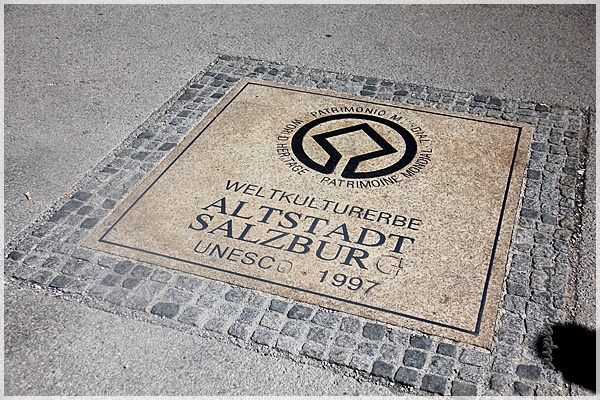 WORLD HERITAGE
PATRIMONIO MUNDIAL
PATRIMOINE MONDIAL
WELTKULTURERBE
ALTSTADT
SALZBURG
UNESCO 1997